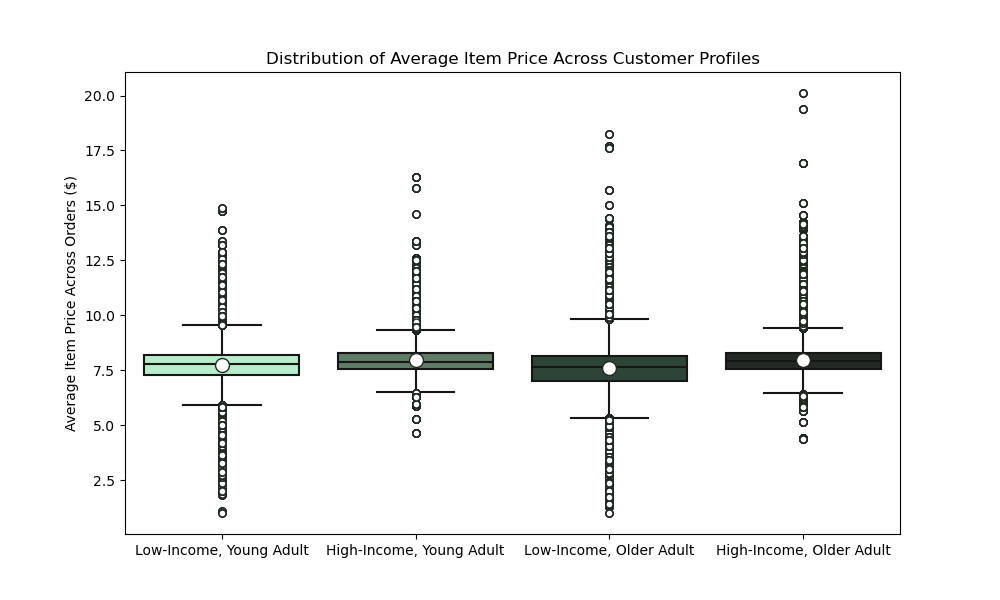 Distribution of Average Item Price Across Customer Profiles
Average Item Price Across Orders ($)
20.0
17.5
15.0
12.5
10.0
7.5
5.0
2.5
Low-Income, Young Adult
High-Income, Young Adult
Low-Income, Older Adult
High-Income, Older Adult